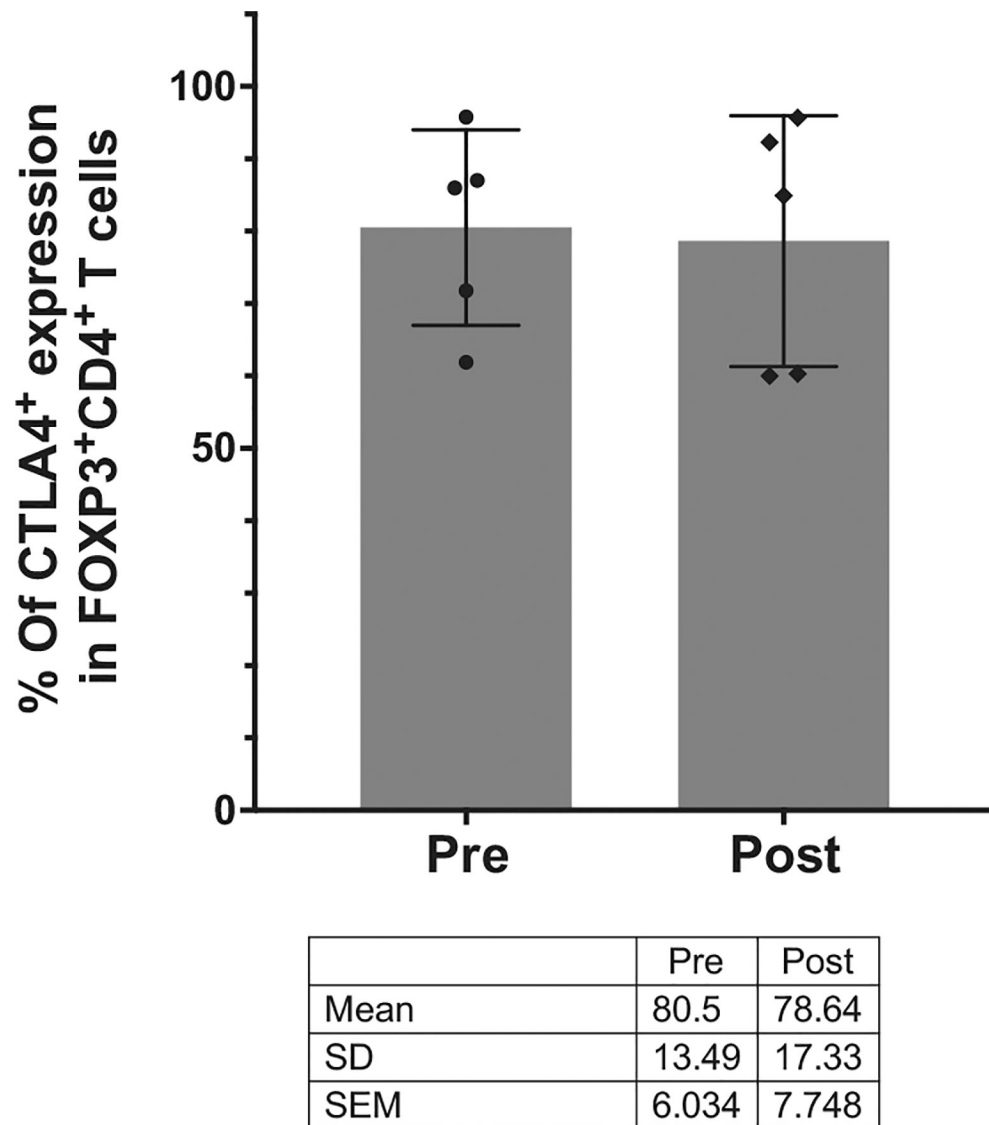 % Of CTLA4⁺ expression
in FOXP3⁺CD4⁺ T cells
100
50
0
Pre Post
Pre Post
Mean 80.5 78.64
SD 13.49 17.33
SEM 6.034 7.748